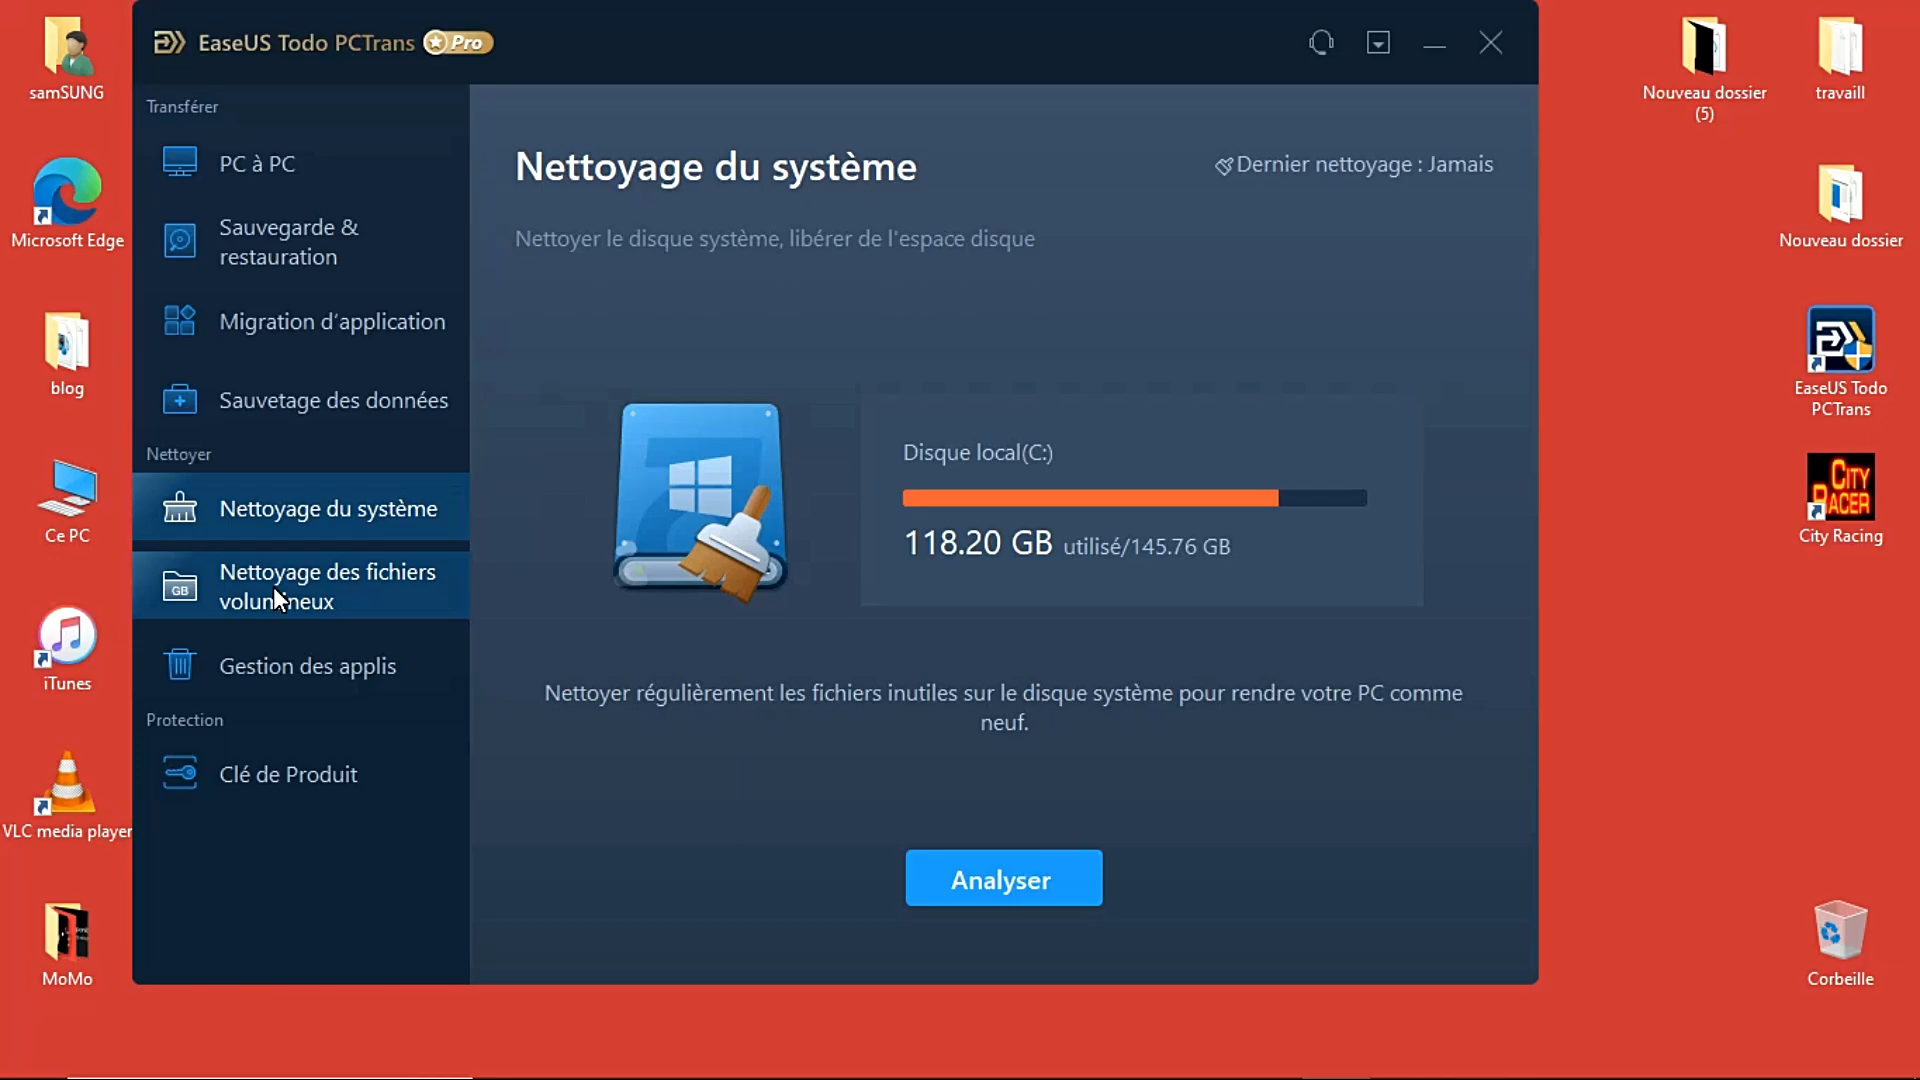 samSUNG
Microsoft Edge
blog
Ce PC
iTunes
VLC media player
MoMo
EaseUS Todo PCTrans Pro
Transférer
PC à PC
Sauvegarde &
restauration
Migration d'application
Sauvetage des données
Nettoyer
Nettoyage du système
GB
Nettoyage des fichiers
volumineux
Gestion des applis
Protection
Clé de Produit
Nettoyage du système
Dernier nettoyage : Jamais
Nettoyer le disque système, libérer de l'espace disque
Disque local(C:)
118.20 GB utilisé/145.76 GB
Nettoyer régulièrement les fichiers inutiles sur le disque système pour rendre votre PC comme
neuf.
Analyser
Nouveau dossier
(5)
travaill
Nouveau dossier
EaseUS Todo
PCTrans
CITY
RACER
City Racing
Corbeille